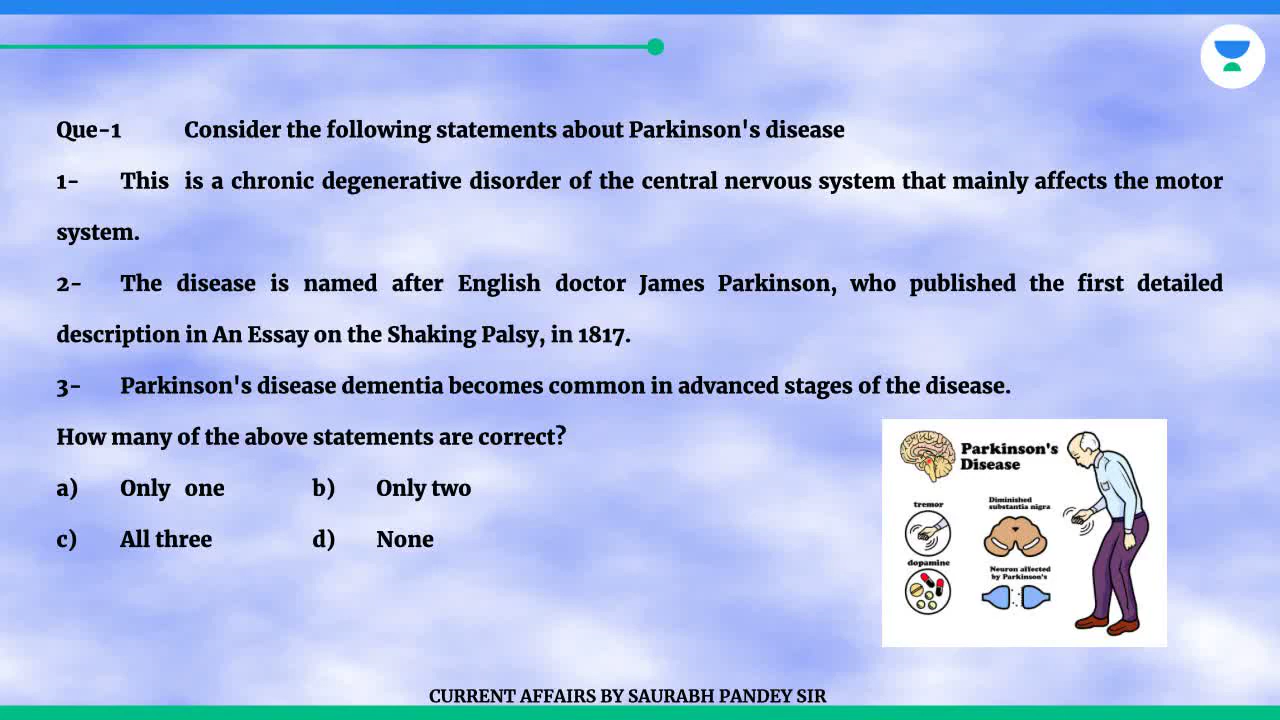 Que-1 Consider the following statements about Parkinson's disease
1- This is a chronic degenerative disorder of the central nervous system that mainly affects the motor
system.
2- The disease is named after English doctor James Parkinson, who published the first detailed
description in An Essay on the Shaking Palsy, in 1817.
3- Parkinson's disease dementia becomes common in advanced stages of the disease.
How many of the above statements are correct?
a) Only one b) Only two
c) All three d) None
Parkinson's
Disease
tremor
Diminished
substantia nigra
dopamine
Neuron affected
by Parkinson's
CURRENT AFFAIRS BY SAURABH PANDEY SIR